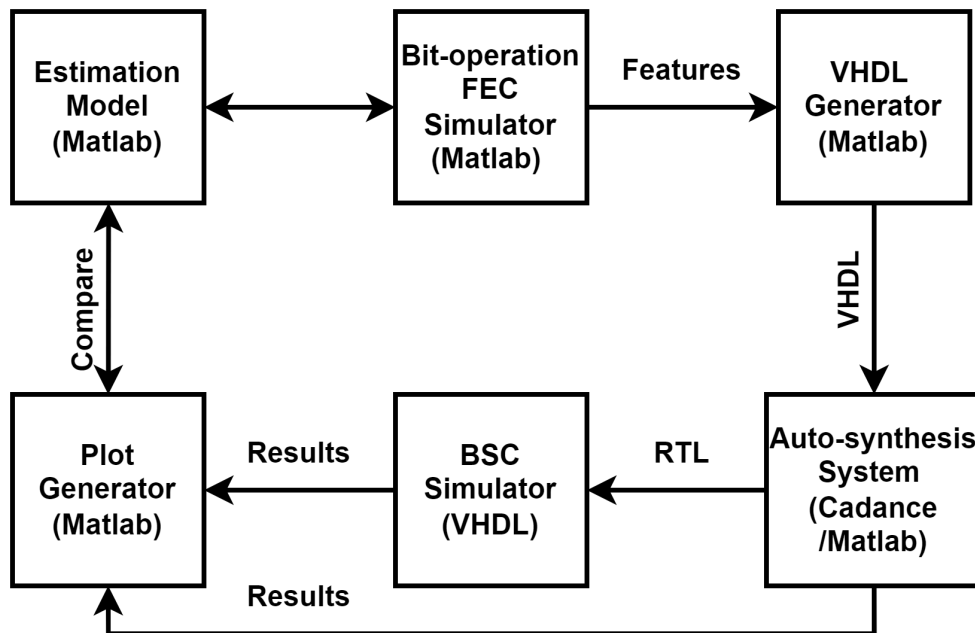 Estimation
Model
(Matlab)
Bit-operation
FEC
Simulator
(Matlab)
Features
VHDL
Generator
(Matlab)
Compare
VHDL
Plot
Generator
(Matlab)
Results
BSC
Simulator
(VHDL)
RTL
Auto-synthesis
System
(Cadance
/Matlab)
Results